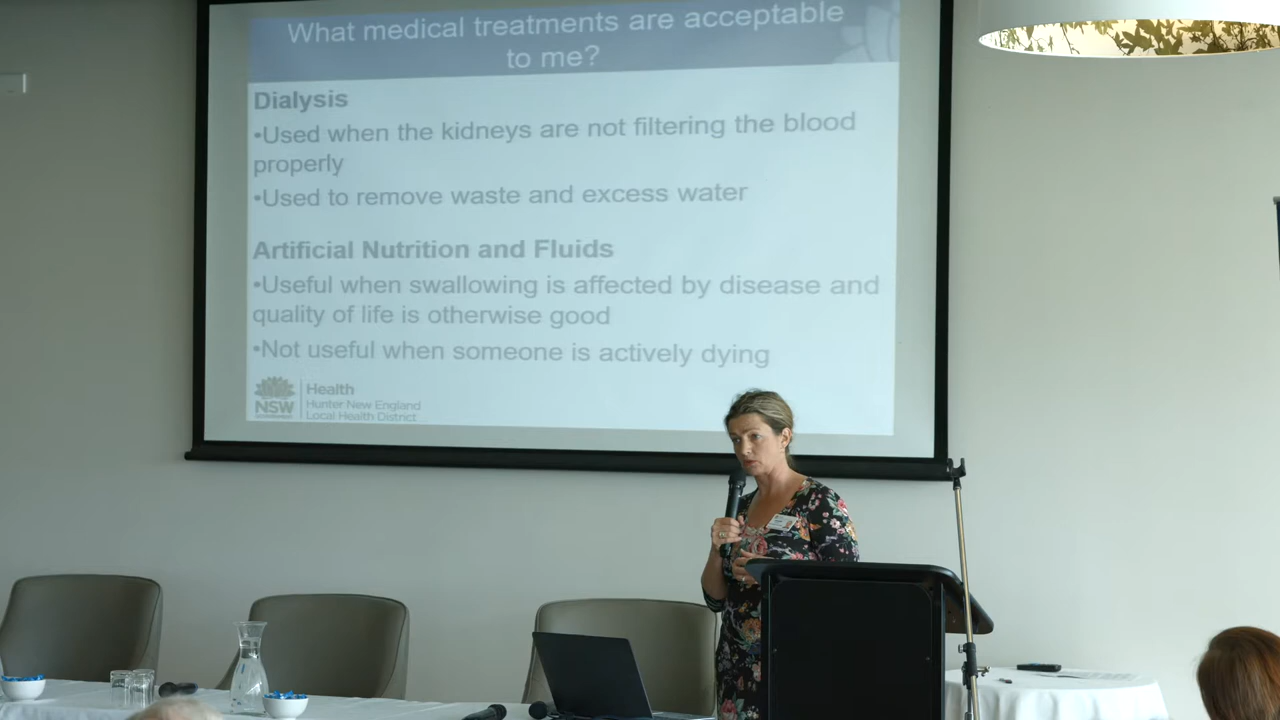 What medical treatments are acceptable
to me?
Dialysis
•Used when the kidneys are not filtering the blood
properly
•Used to remove waste and excess water
Artificial Nutrition and Fluids
•Useful when swallowing is affected by disease and
quality of life is otherwise good
•Not useful when someone is actively dying
Health
NSW
Hunter New England
Local Health District